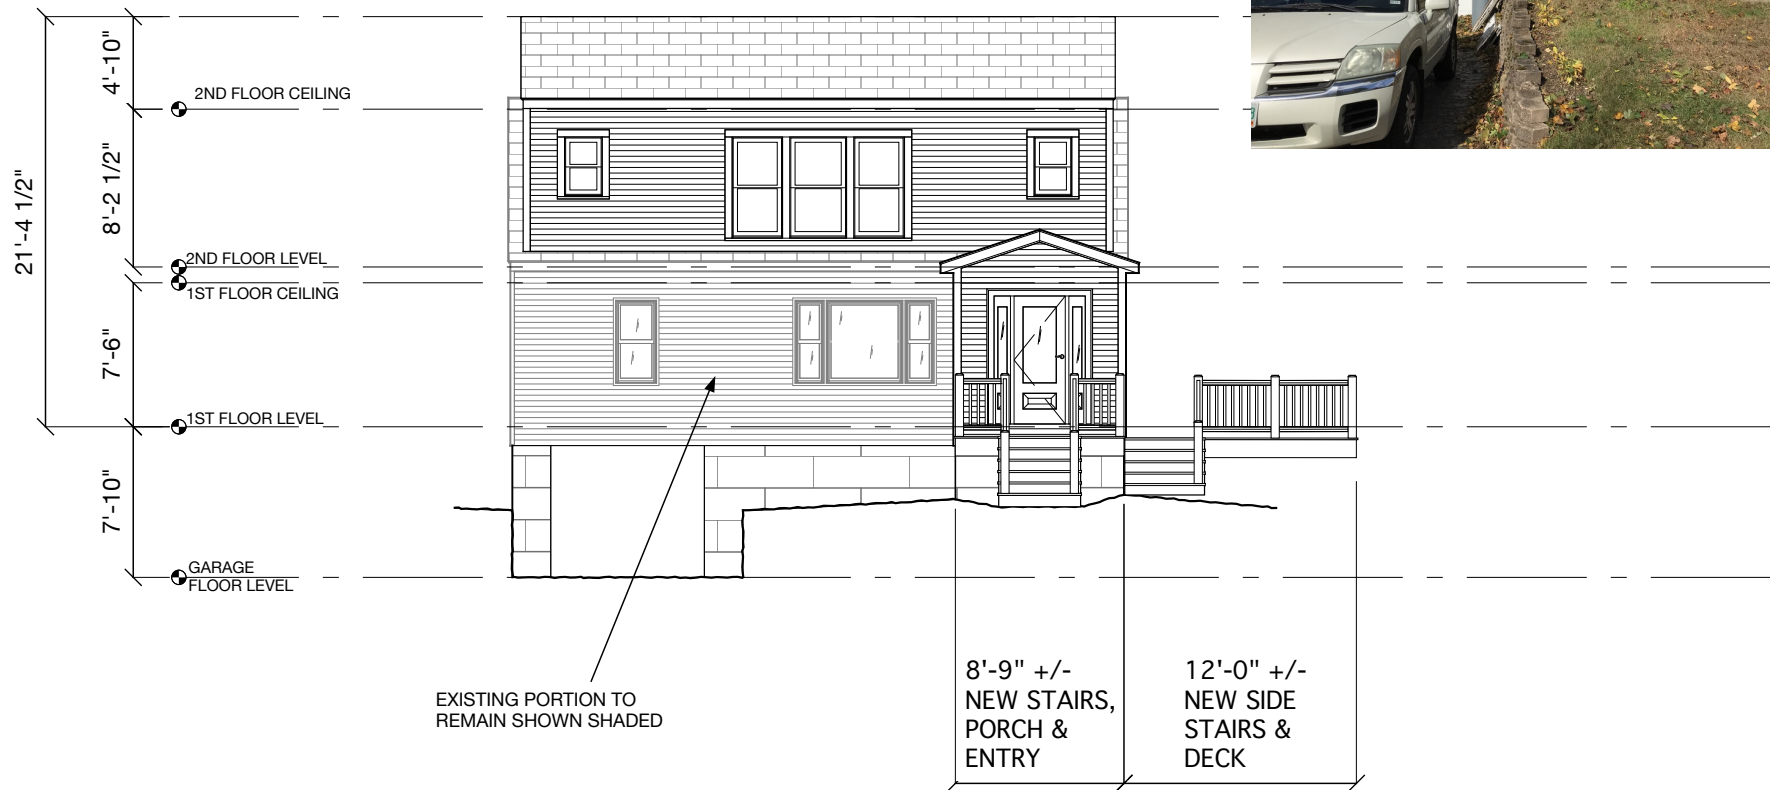 4'-10"
2ND FLOOR CEILING
8'-2 1/2"
21'-4 1/2"
2ND FLOOR LEVEL
1ST FLOOR CEILING
7'-6"
1ST FLOOR LEVEL
7'-10"
GARAGE
FLOOR LEVEL
EXISTING PORTION TO
REMAIN SHOWN SHADED
8'-9" +/-
NEW STAIRS,
PORCH &
ENTRY
12'-0" +/-
NEW SIDE
STAIRS &
DECK